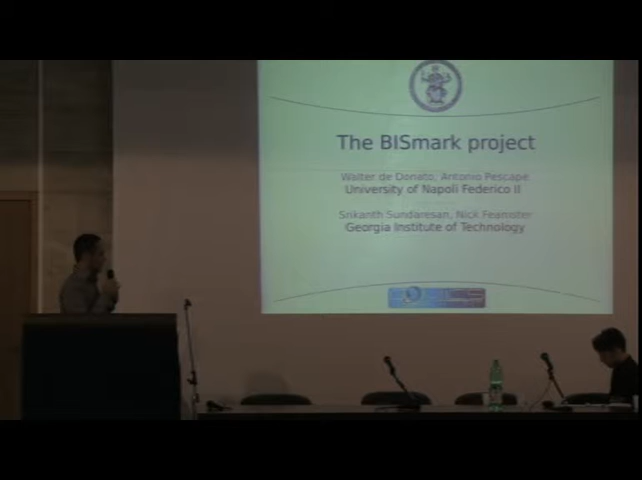 The BISmark project
Walter de Donato, Antonio Pescapè
University of Napoli Federico II
Srikanth Sundaresan, Nick Feamster
Georgia Institute of Technology